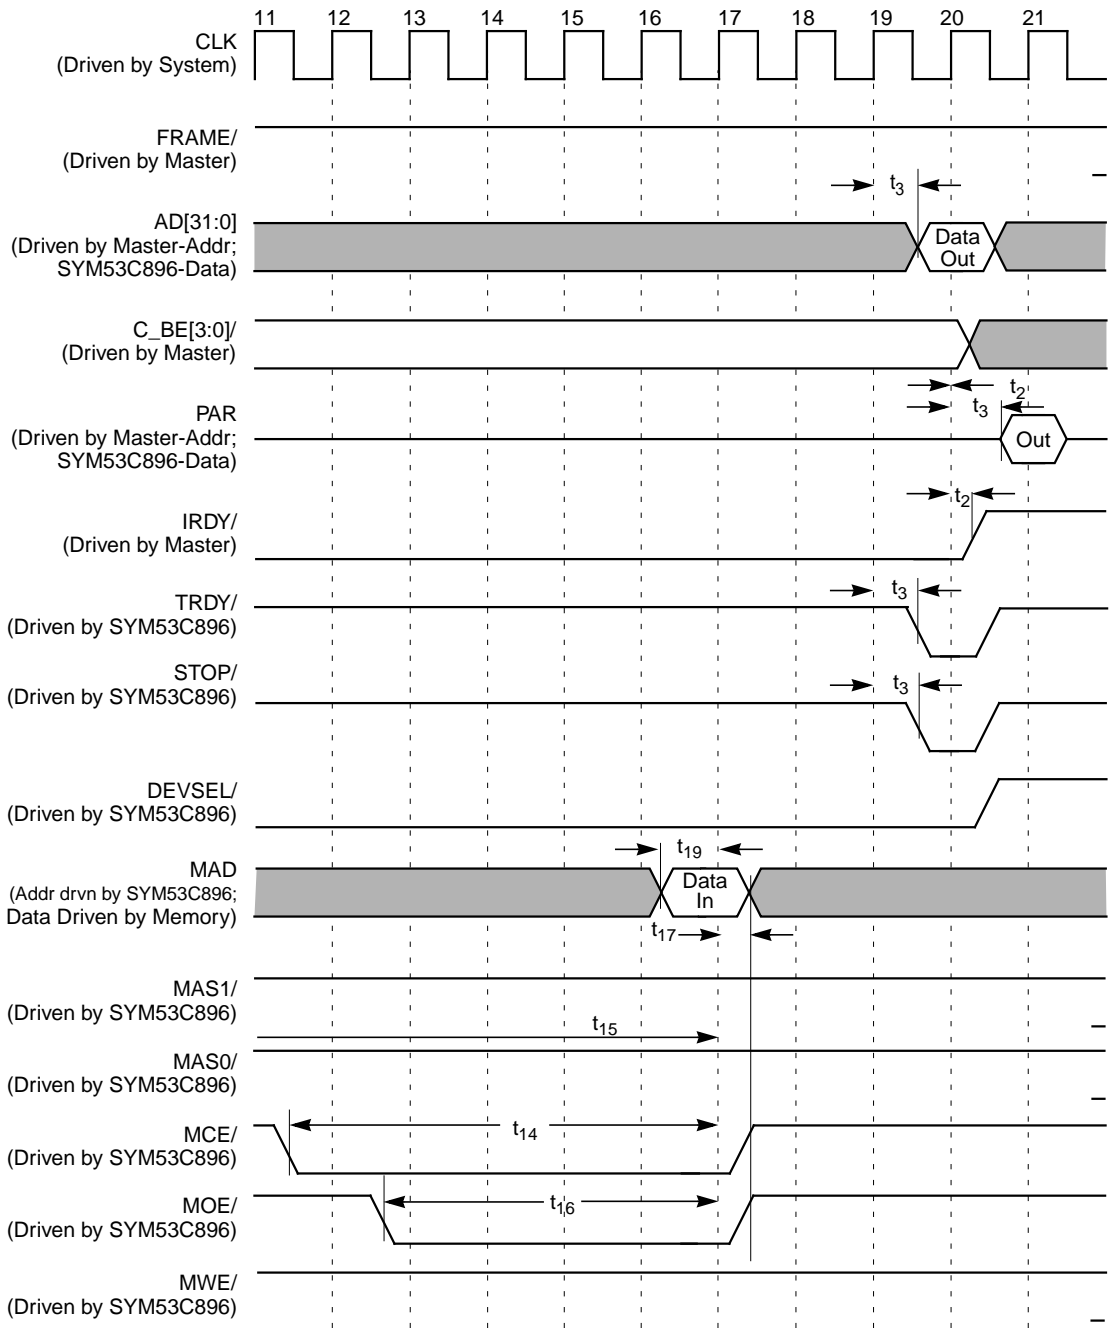 11 12 13 14 15 16 17 18 19 20 21
CLK
(Driven by System)
FRAME/
(Driven by Master)
t3
AD[31:0]
(Driven by Master-Addr;
SYM53C896-Data)
Data
Out
C_BE[3:0]/
(Driven by Master)
t2
t3
PAR
(Driven by Master-Addr;
SYM53C896-Data)
Out
t2
IRDY/
(Driven by Master)
t3
TRDY/
(Driven by SYM53C896)
STOP/
(Driven by SYM53C896)
t3
DEVSEL/
(Driven by SYM53C896)
t19
MAD
(Addr drvn by SYM53C896;
Data Driven by Memory)
Data
In
t17
MAS1/
(Driven by SYM53C896)
t15
MAS0/
(Driven by SYM53C896)
MCE/
(Driven by SYM53C896)
t14
MOE/
(Driven by SYM53C896)
t16
MWE/
(Driven by SYM53C896)